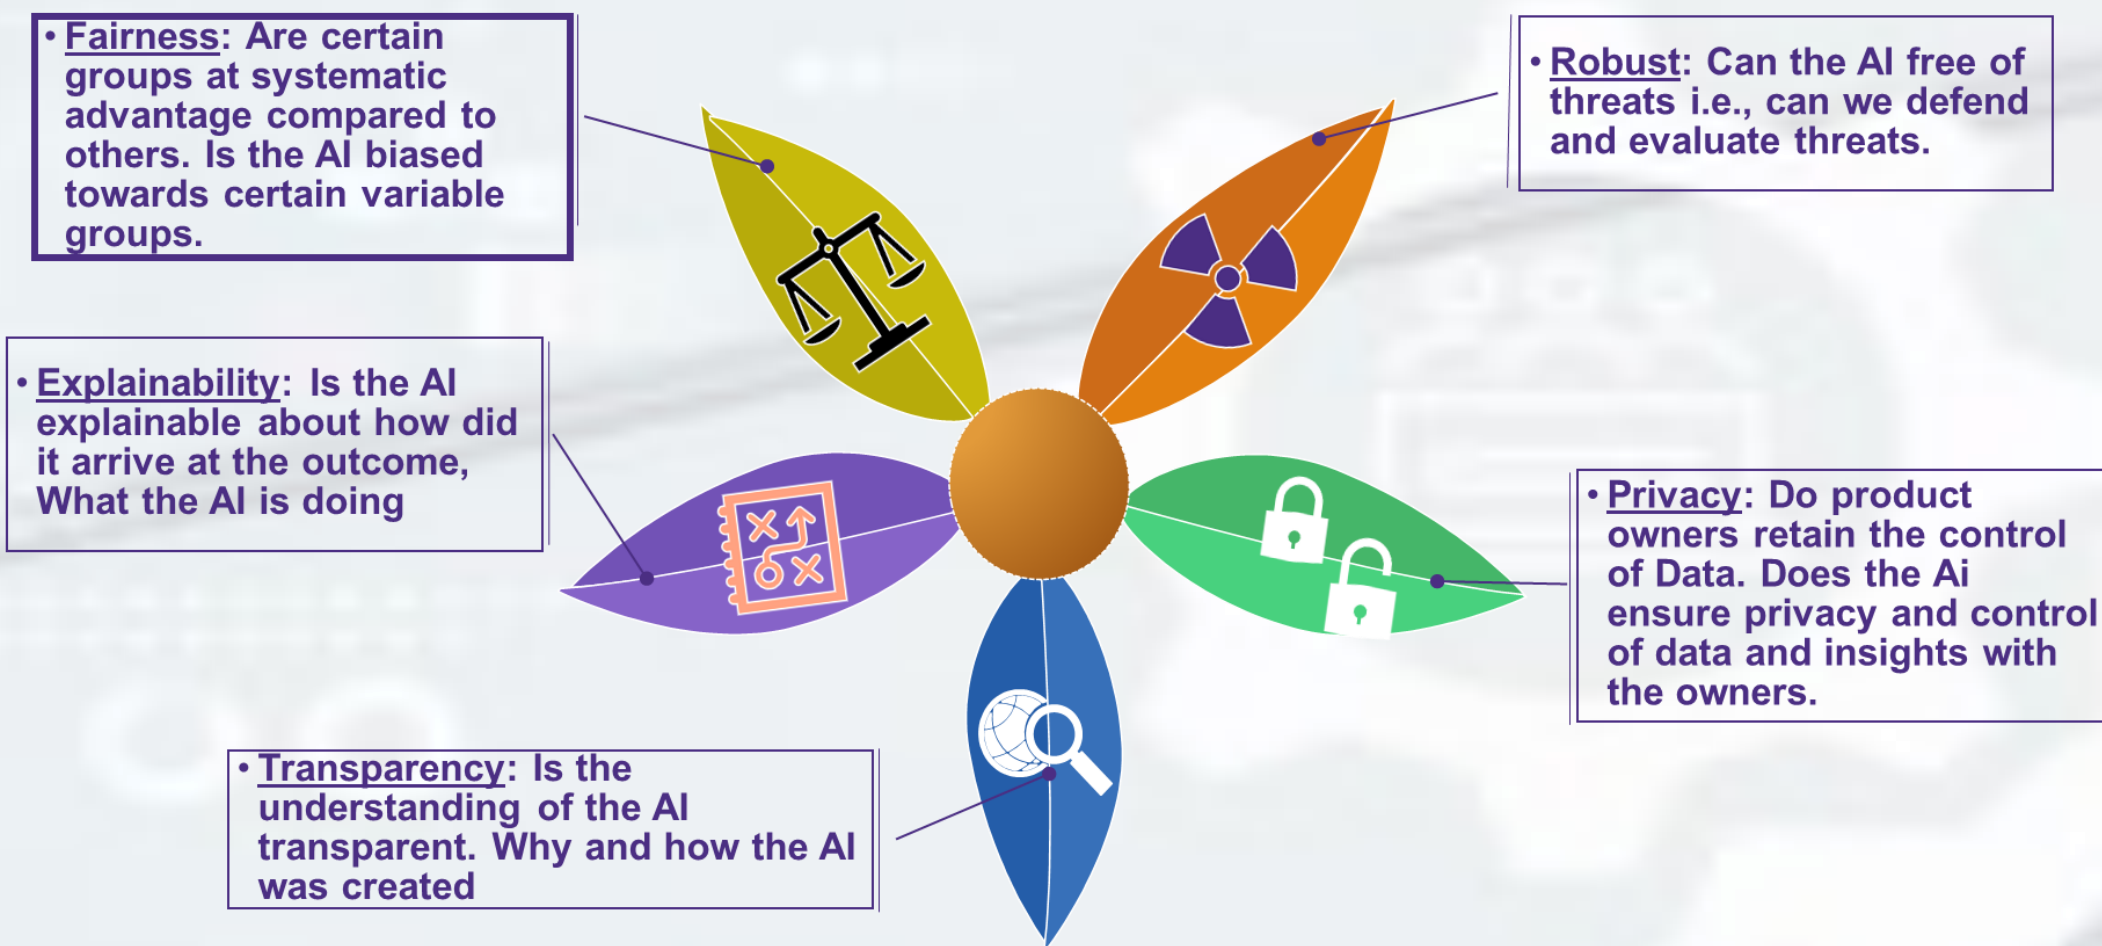 • Fairness: Are certain
groups at systematic
advantage compared to
others. Is the AI biased
towards certain variable
groups.
• Robust: Can the AI free of
threats i.e., can we defend
and evaluate threats.
• Explainability: Is the AI
explainable about how did
it arrive at the outcome,
What the AI is doing
• Privacy: Do product
owners retain the control
of Data. Does the Ai
ensure privacy and control
of data and insights with
the owners.
• Transparency: Is the
understanding of the AI
transparent. Why and how the AI
was created